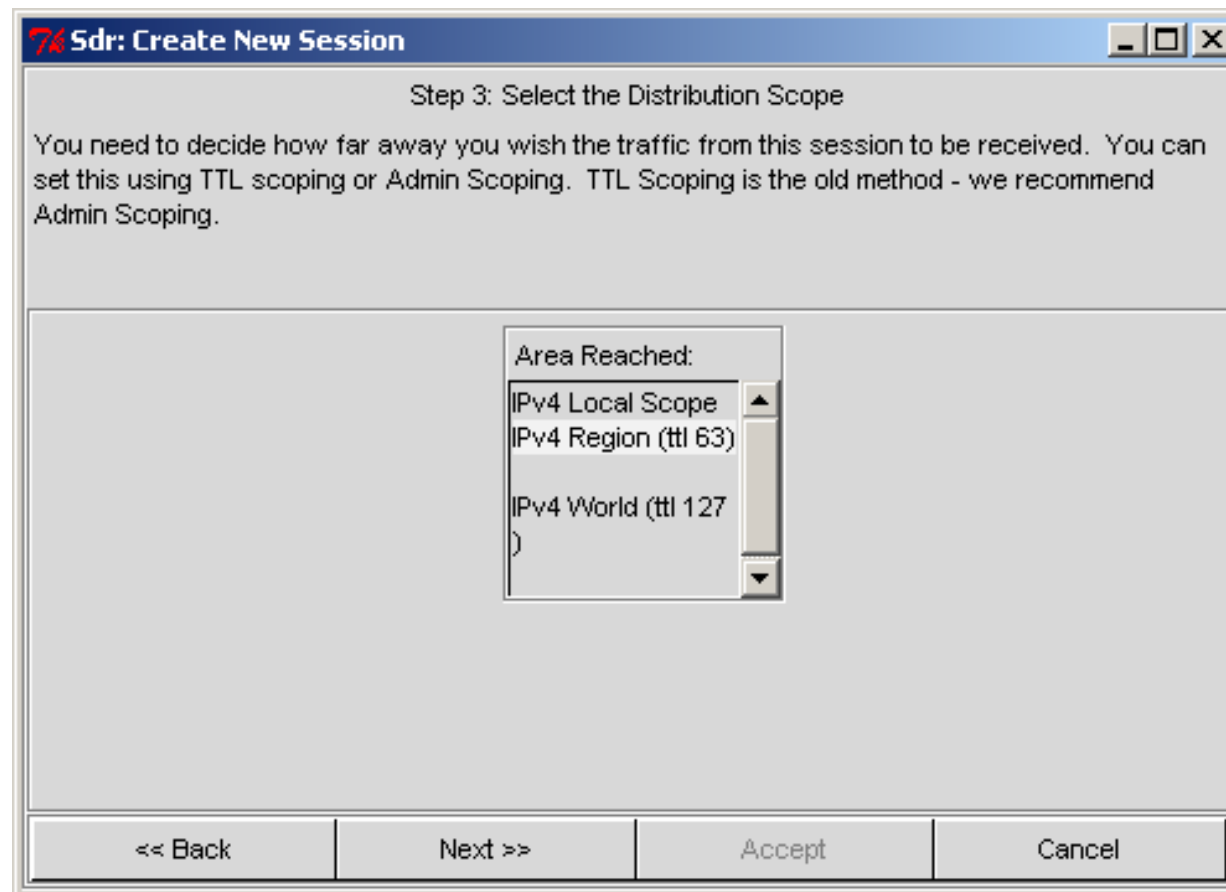 Sdr: Create New Session
Step 3: Select the Distribution Scope
You need to decide how far away you wish the traffic from this session to be received.  You can
set this using TTL scoping or Admin Scoping.  TTL Scoping is the old method - we recommend
Admin Scoping.
Area Reached:
IPv4 Local Scope
IPv4 Region (ttl 63)
IPv4 World (ttl 127
)
<< Back
Next >>
Accept
Cancel